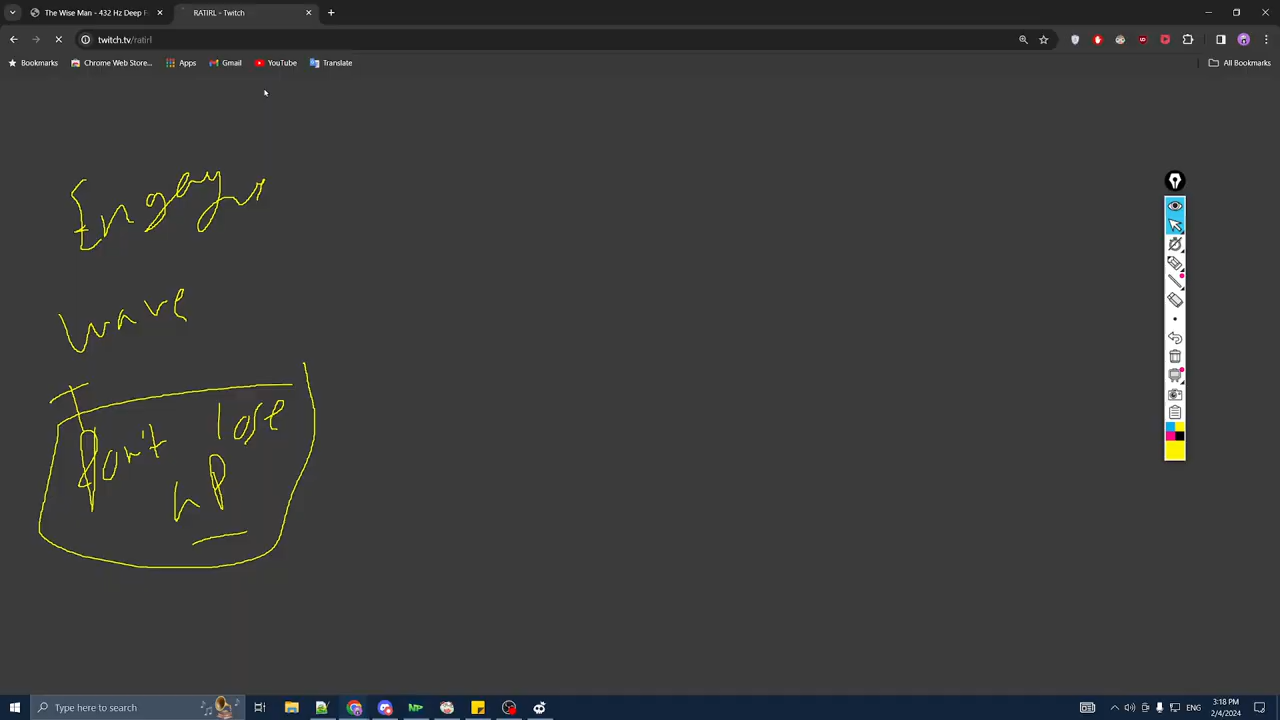 The Wise Man - 432 Hz Deep F
RATIRL - Twitch
twitch.tv/ratirl
Bookmarks
Chrome Web Store...
Apps
Gmail
YouTube
Translate
All Bookmarks
wave
Don't lose
hp
Type here to search
ENG
3:18 PM
2/4/2024